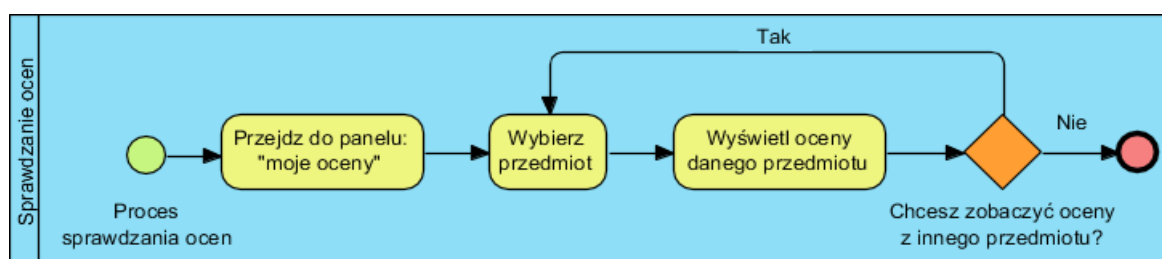 Sprawdzanie ocen
Proces
sprawdzania ocen
Przejdz do panelu:
"moje oceny"
Wybierz
przedmiot
Wyświetl oceny
danego przedmiotu
Tak
Chcesz zobaczyć oceny
z innego przedmiotu?
Nie